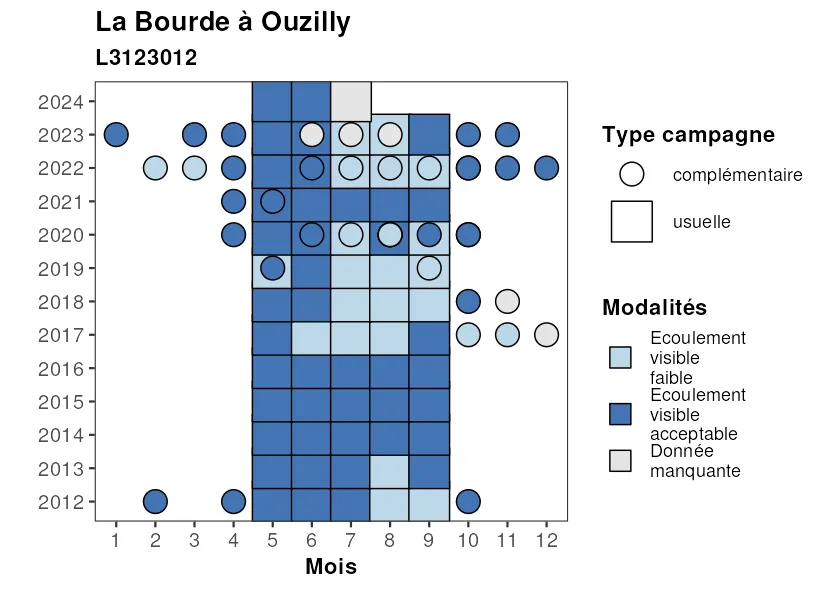 La Bourde à Ouzilly
L3123012
2024
2023
2022
2021
2020
2019
2018
2017
2016
2015
2014
2013
2012
1 2 3 4 5 6 7 8 9 10 11 12
Mois
Type campagne
complémentaire
usuelle
Modalités
Ecoulement
visible
faible
Ecoulement
visible
acceptable
Donnée
manquante